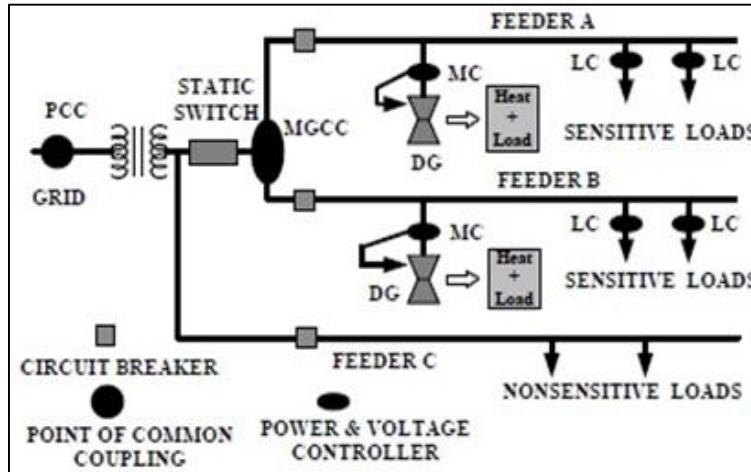 FEEDER A
STATIC
SWITCH
PCC
MGCC
MC
LC
LC
Heat
+
Load
DG
SENSITIVE LOADS
GRID
FEEDER B
MC
LC
LC
Heat
+
Load
DG
SENSITIVE LOADS
CIRCUIT BREAKER
FEEDER C
NONSENSITIVE LOADS
POINT OF COMMON
COUPLING
POWER & VOLTAGE
CONTROLLER